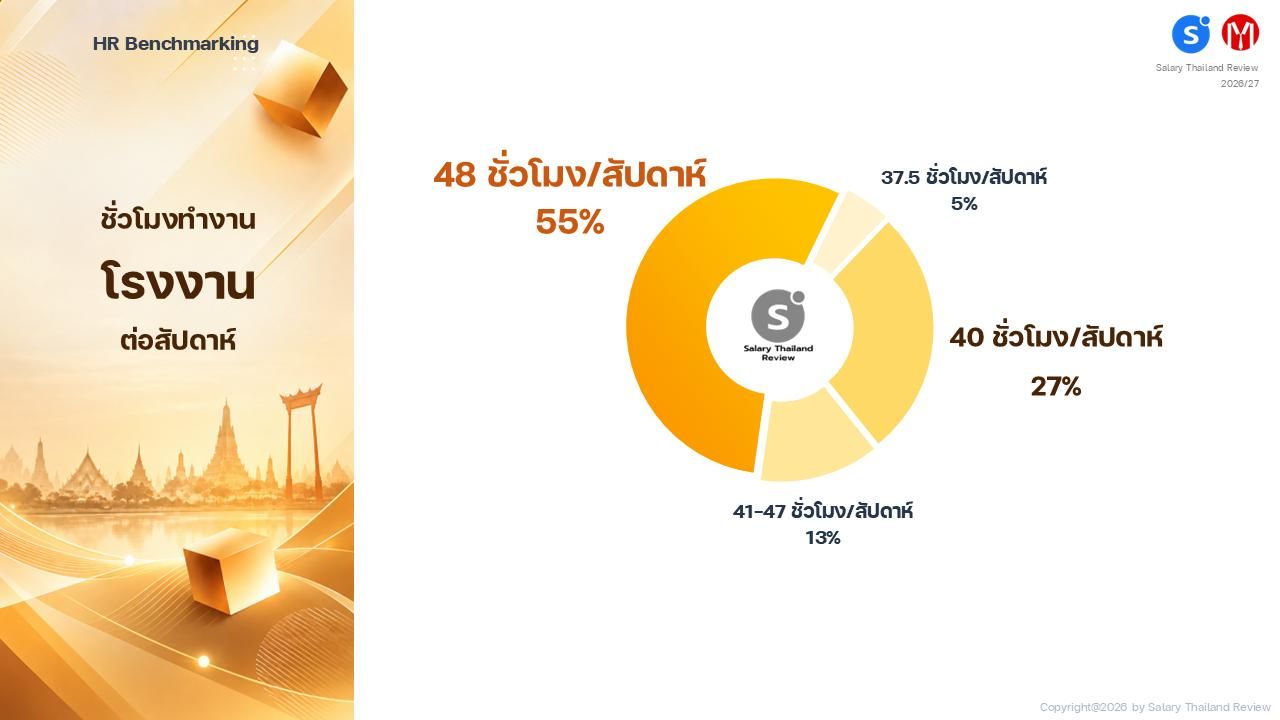 HR Benchmarking
ชั่วโมงทำงาน
โรงงาน
ต่อสัปดาห์
S
Salary Thailand Review
2026/27
48 ชั่วโมง/สัปดาห์
55%
37.5 ชั่วโมง/สัปดาห์
5%
S
Salary Thailand
Review
40 ชั่วโมง/สัปดาห์
27%
41-47 ชั่วโมง/สัปดาห์
13%
Copyright@2026 by Salary Thailand Review